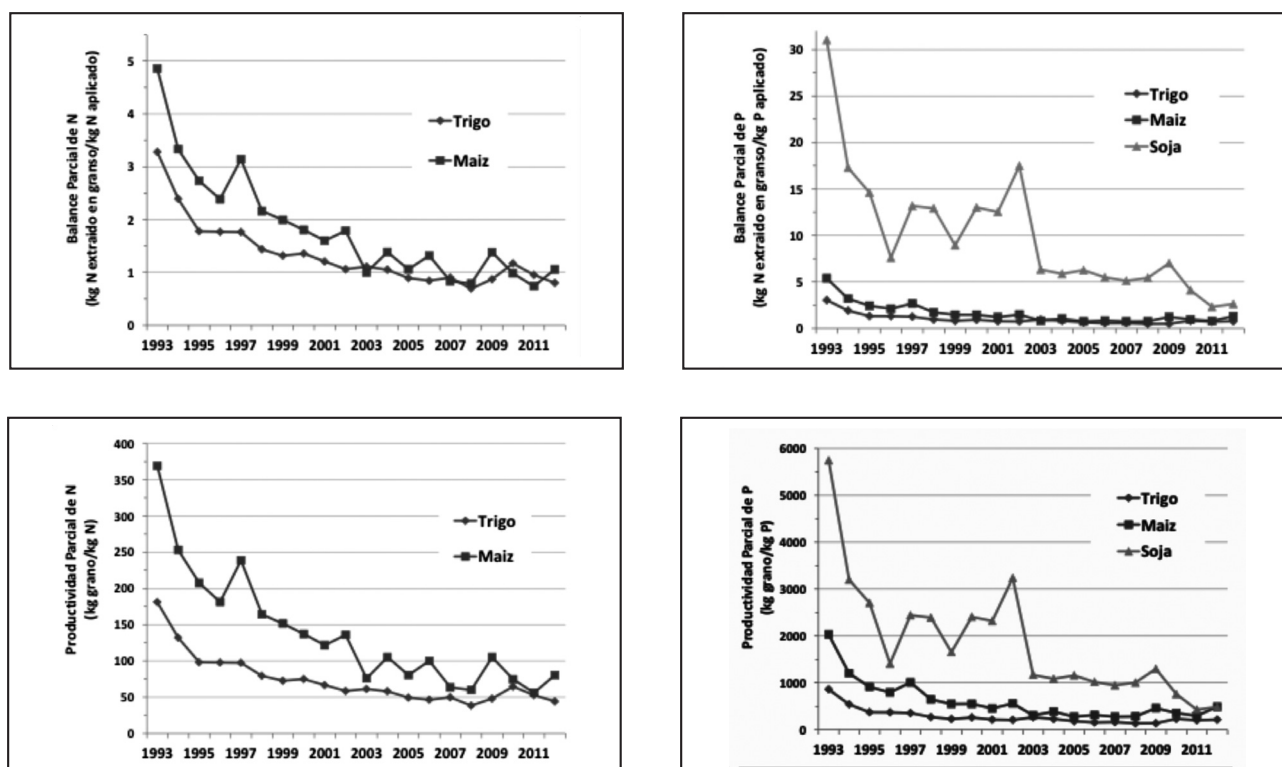 Balance Parcial de N
(kg N extraido en granso/kg N aplicado)
5
4
3
2
1
0
Trigo
Maiz
1993 1995 1997 1999 2001 2003 2005 2007 2009 2011
Balance Parcial de P
(kg N extraido en granso/kg P aplicado)
30
25
20
15
10
5
0
Trigo
Maiz
Soja
1993 1995 1997 1999 2001 2003 2005 2007 2009 2011
Productividad Parcial de N
(kg grano/kg N)
400
350
300
250
200
150
100
50
0
Trigo
Maiz
1993 1995 1997 1999 2001 2003 2005 2007 2009 2011
Productividad Parcial de P
(kg grano/kg P)
6000
5000
4000
3000
2000
1000
0
Trigo
Maiz
Soja
1993 1995 1997 1999 2001 2003 2005 2007 2009 2011